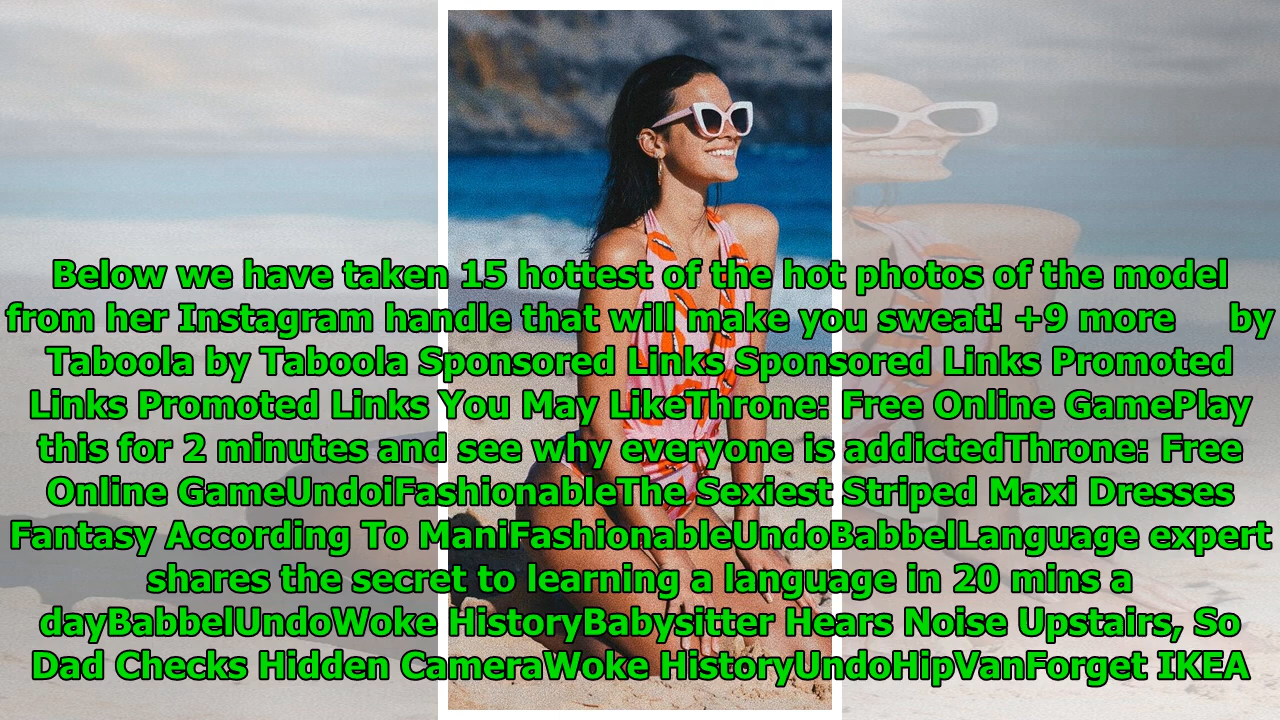 Below we have taken 15 hottest of the hot photos of the model
from her Instagram handle that will make you sweat! +9 more by
Taboola by Taboola Sponsored Links Sponsored Links Promoted
Links Promoted Links You May LikeThrone: Free Online GamePlay
this for 2 minutes and see why everyone is addictedThrone: Free
Online GameUndoiFashionableThe Sexiest Striped Maxi Dresses
Fantasy According To ManiFashionableUndoBabbelLanguage expert
shares the secret to learning a language in 20 mins a
dayBabbelUndoWoke HistoryBabysitter Hears Noise Upstairs, So
Dad Checks Hidden CameraWoke HistoryUndoHipVanForget IKEA